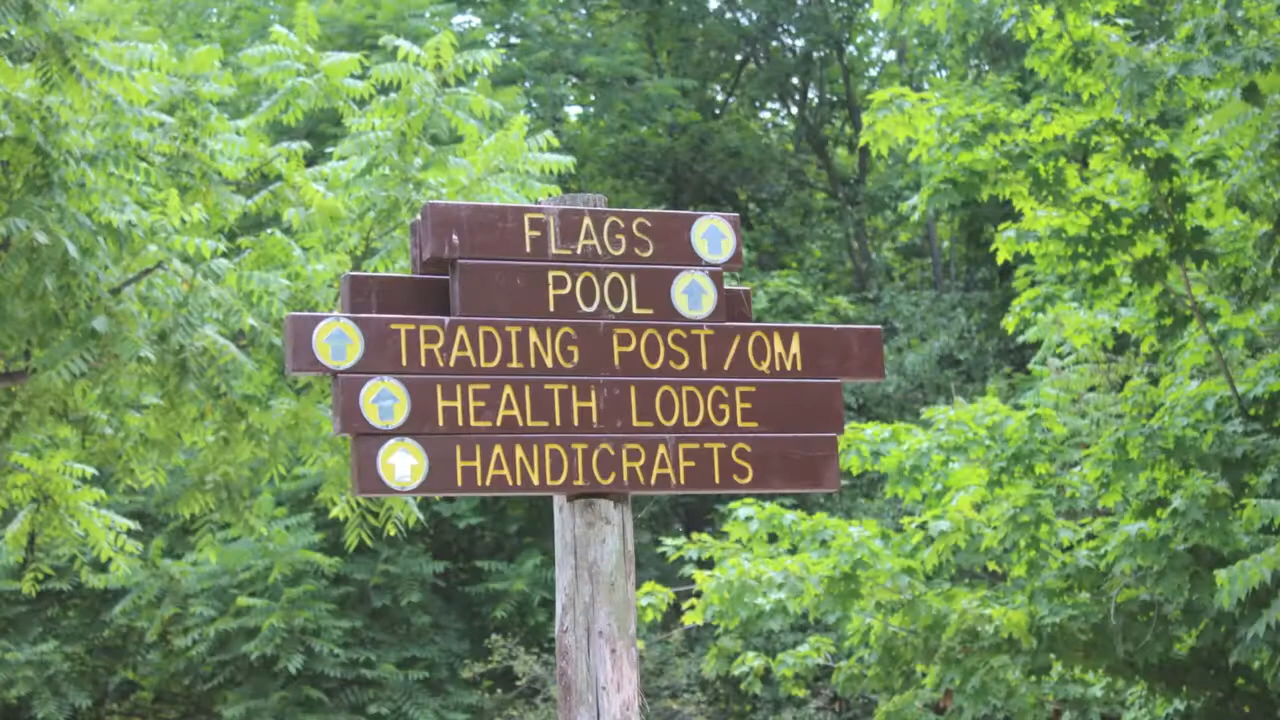 FLAGS
POOL
TRADING POST/QM
HEALTH LODGE
HANDICRAFTS